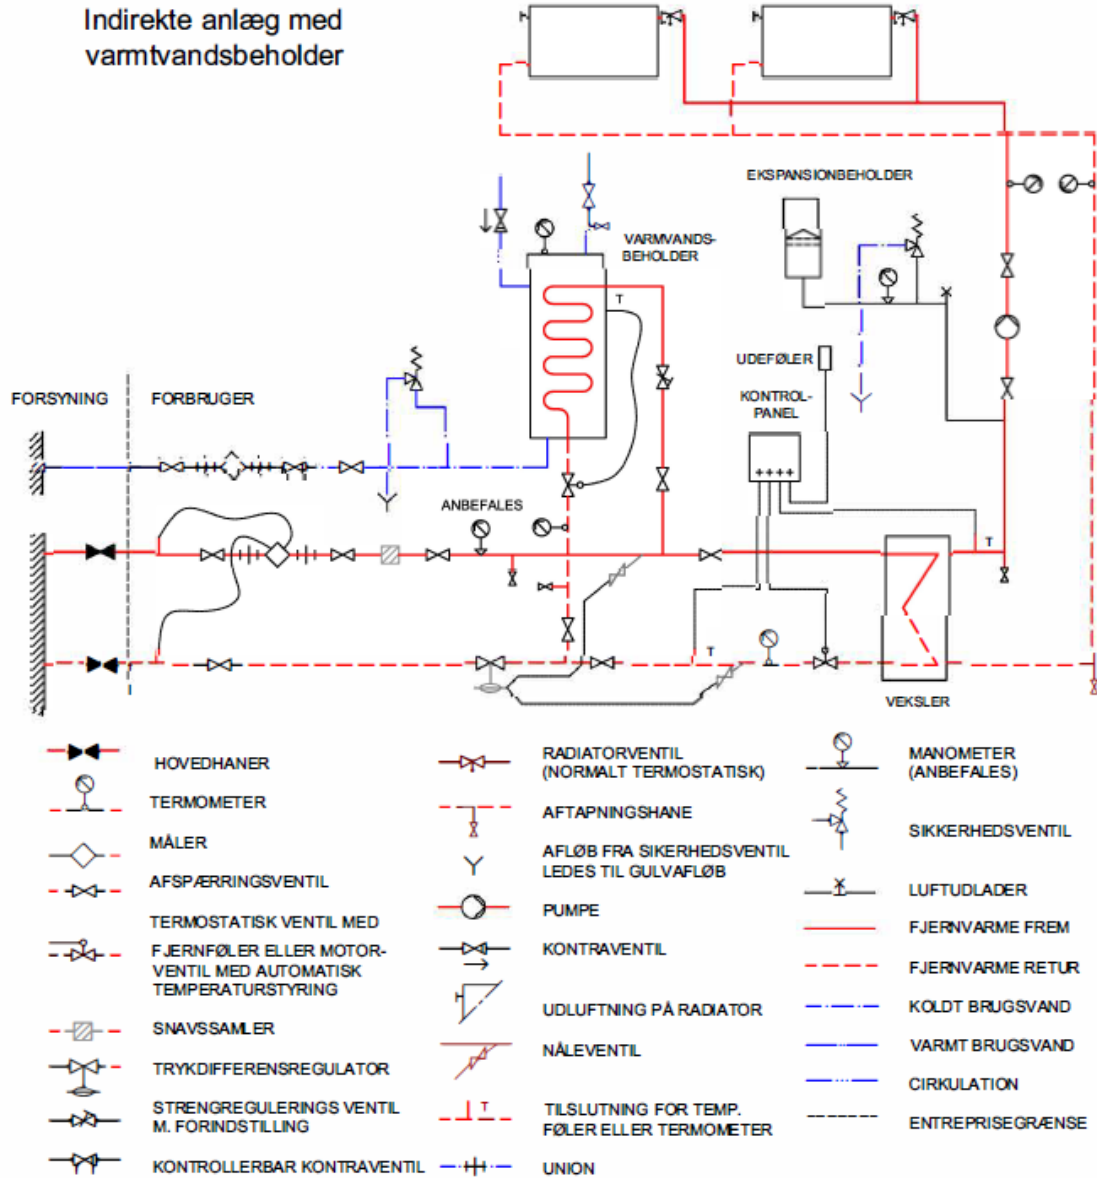 Indirekte anlæg med
varmtvandsbeholder
EKSPANSIONBEHOLDER
VARMVANDS-
BEHOLDER
T
UDEFØLER
KONTROL-
PANEL
++++
FORSYNING
FORBRUGER
ANBEFALES
T
T
VEKSLER
HOVEDHANER
TERMOMETER
MÅLER
AFSPÆRRINGSVENTIL
TERMOSTATISK VENTIL MED
FJERNFØLER ELLER MOTOR-
VENTIL MED AUTOMATISK
TEMPERATURSTYRING
SNAVSSAMLER
TRYKDIFFERENSREGULATOR
STRENGREGULERINGS VENTIL
M. FORINDSTILLING
KONTROLLERBAR KONTRAVENTIL
RADIATORVENTIL
(NORMALT TERMOSTATISK)
AFTAPNINGSHANE
AFLØB FRA SIKERHEDSVENTIL
LEDES TIL GULVAFLØB
PUMPE
KONTRAVENTIL
UDLUFTNING PÅ RADIATOR
NÅLEVENTIL
T
TILSLUTNING FOR TEMP.
FØLER ELLER TERMOMETER
UNION
MANOMETER
(ANBEFALES)
SIKKERHEDSVENTIL
LUFTUDLADER
FJERNVARME FREM
FJERNVARME RETUR
KOLDT BRUGSVAND
VARMT BRUGSVAND
CIRKULATION
ENTREPRISEGRÆNSE